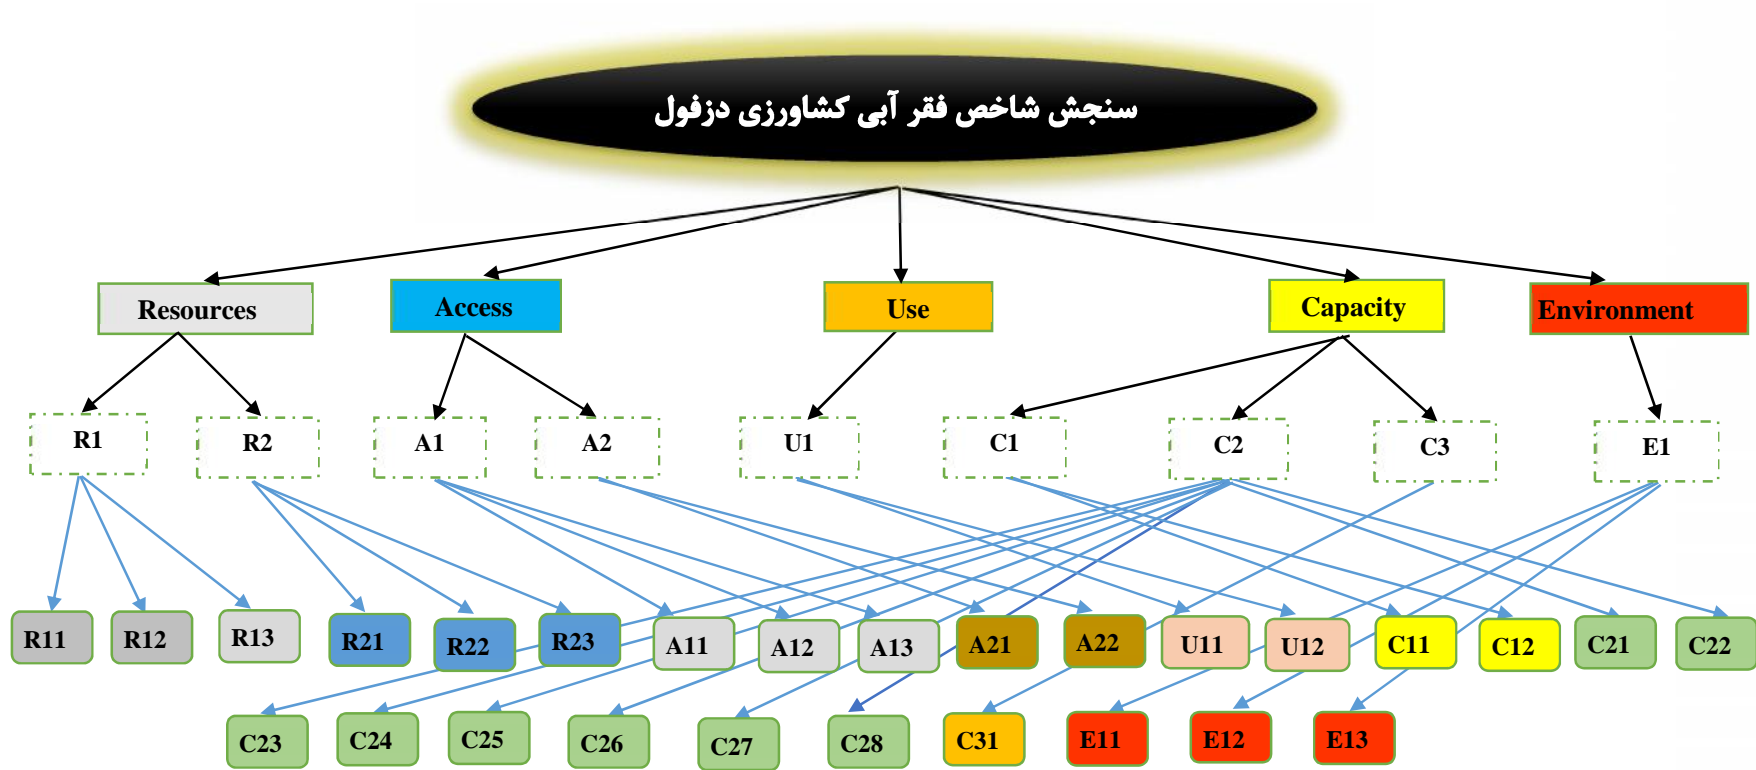 سنجش شاخص فقر آبی کشاورزی دزفول
Resources Access Use Capacity Environment
R1 R2 A1 A2 U1 C1 C2 C3 E1
R11 R12 R13 R21 R22 R23 A11 A12 A13 A21 A22 U11 U12 C11 C12 C21 C22
C23 C24 C25 C26 C27 C28 C31 E11 E12 E13